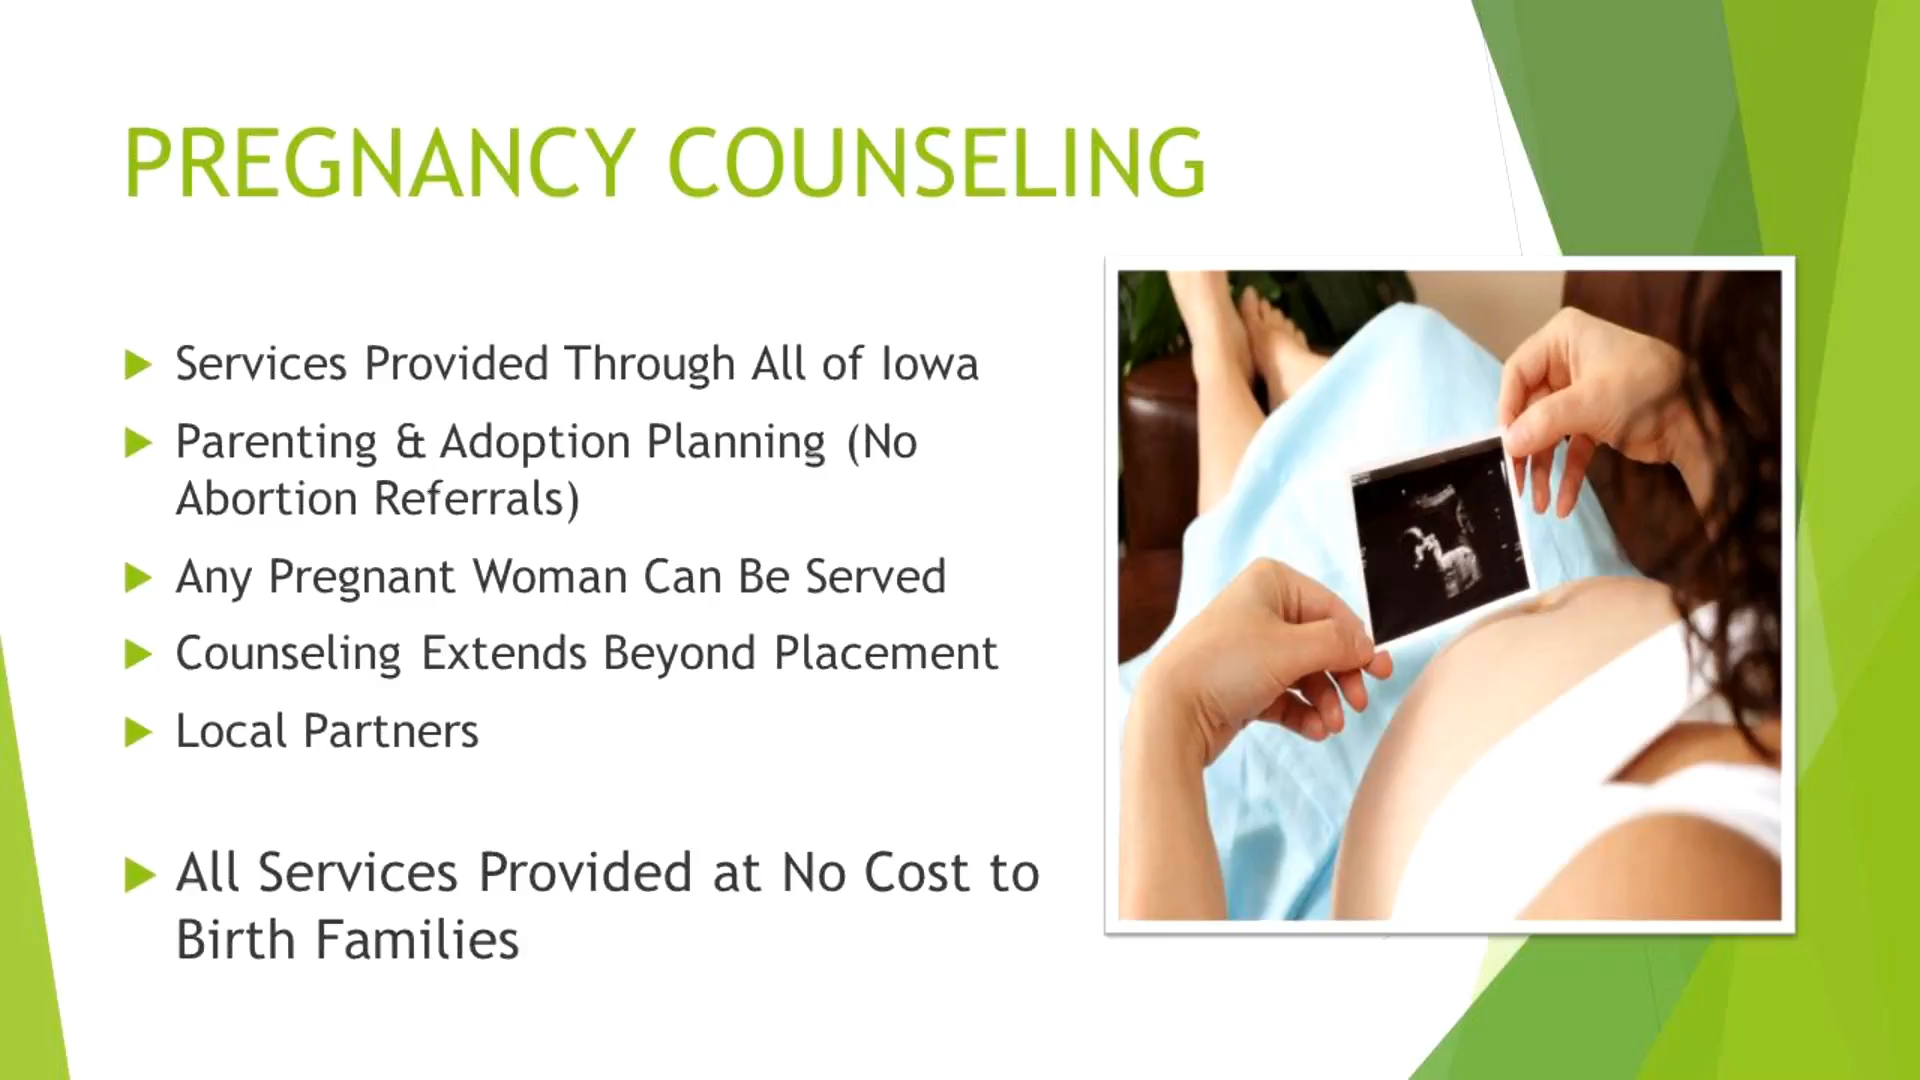 PREGNANCY COUNSELING
Services Provided Through All of Iowa
Parenting & Adoption Planning (No
Abortion Referrals)
Any Pregnant Woman Can Be Served
Counseling Extends Beyond Placement
Local Partners
All Services Provided at No Cost to
Birth Families